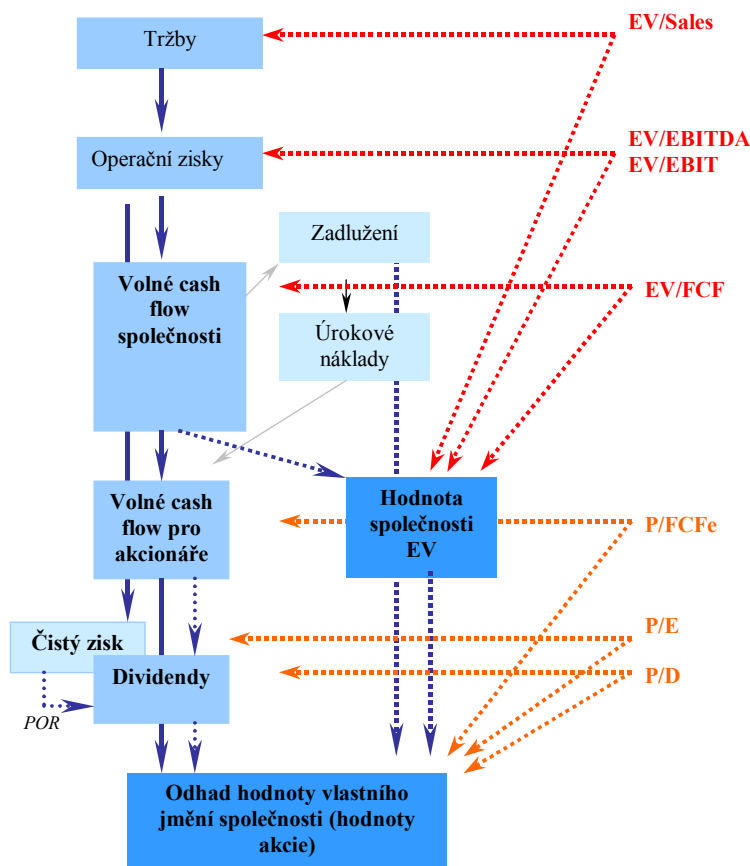 EV/Sales
Tržby
EV/EBITDA
EV/EBIT
Operační zisky
Zadlužení
Volné cash
flow
společnosti
EV/FCF
Úrokové
náklady
Volné cash
flow pro
akcionáře
Hodnota
společnosti
EV
P/FCFe
Čistý zisk
P/E
Dividendy
P/D
POR
Odhad hodnoty vlastního
jmění společnosti (hodnoty
akcie)